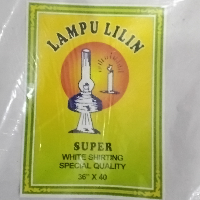 LAMPU LILIN
SUPER
WHITE SHIRTING
SPECIAL QUALITY
36" X 40